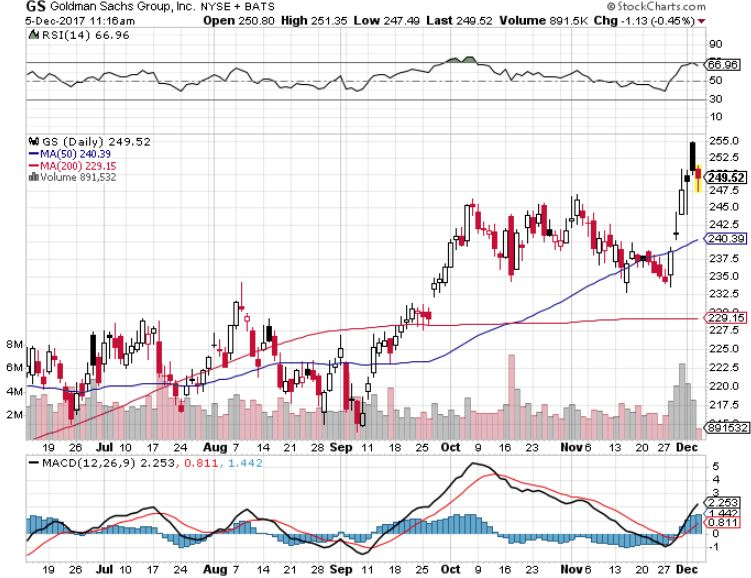 GS Goldman Sachs Group, Inc. NYSE + BATS © StockCharts.com
5-Dec-2017 11:16am Open 250.80 High 251.35 Low 247.49 Last 249.52 Volume 891.5K Chg -1.13 (-0.45%)
RSI(14) 66.96
90
70
66.96
50
30
10
GS (Daily) 249.52
MA(50) 240.39
MA(200) 229.15
Volume 891,532
255.0
252.5
249.52
247.5
245.0
242.5
240.39
237.5
235.0
232.5
229.15
227.5
225.0
222.5
220.0
217.5
891532
8M
6M
4M
2M
19 26 Jul 10 17 24 Aug 7 14 21 28 Sep 11 18 25 Oct 9 16 23 Nov 6 13 20 27 Dec
MACD(12,26,9) 2.253, 0.811, 1.442
5
4
3
2.253
1.442
0.811
0
-1
19 26 Jul 10 17 24 Aug 7 14 21 28 Sep 11 18 25 Oct 9 16 23 Nov 6 13 20 27 Dec